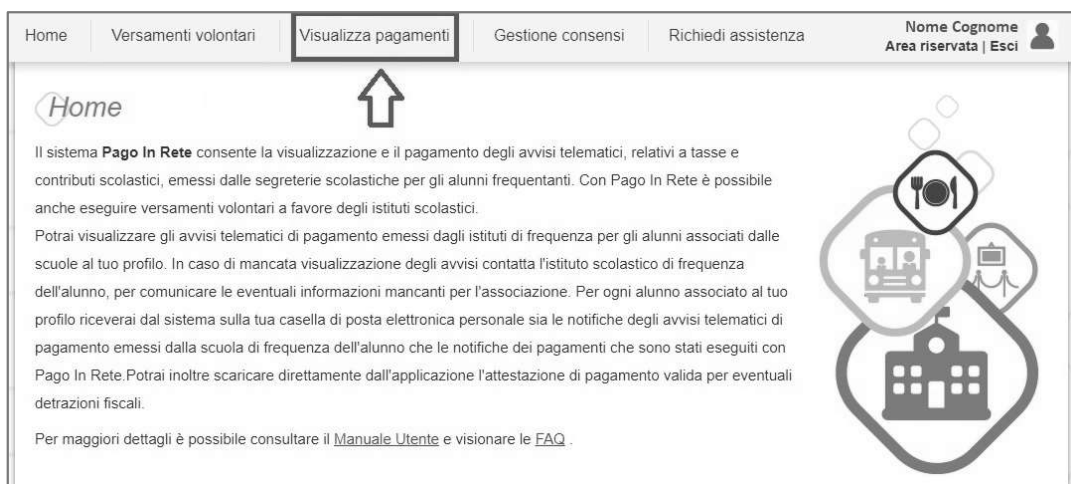 Home
Versamenti volontari
Visualizza pagamenti
Gestione consensi
Richiedi assistenza
Nome Cognome
Area riservata | Esci
Home
Il sistema Pago In Rete consente la visualizzazione e il pagamento degli avvisi telematici, relativi a tasse e
contributi scolastici, emessi dalle segreterie scolastiche per gli alunni frequentanti. Con Pago In Rete è possibile
anche eseguire versamenti volontari a favore degli istituti scolastici.
Potrai visualizzare gli avvisi telematici di pagamento emessi dagli istituti di frequenza per gli alunni associati dalle
scuole al tuo profilo. In caso di mancata visualizzazione degli avvisi contatta l'istituto scolastico di frequenza
dell'alunno, per comunicare le eventuali informazioni mancanti per l'associazione. Per ogni alunno associato al tuo
profilo riceverai dal sistema sulla tua casella di posta elettronica personale sia le notifiche degli avvisi telematici di
pagamento emessi dalla scuola di frequenza dell'alunno che le notifiche dei pagamenti che sono stati eseguiti con
Pago In Rete.Potrai inoltre scaricare direttamente dall'applicazione l'attestazione di pagamento valida per eventuali
detrazioni fiscali.
Per maggiori dettagli è possibile consultare il Manuale Utente e visionare le FAQ .